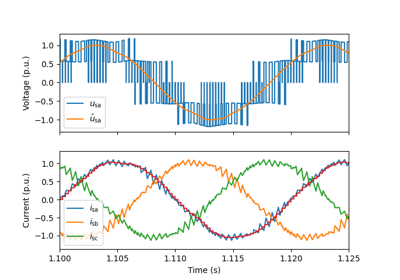 Voltage (p.u.)
1.0
0.5
0.0
−0.5
−1.0
u_sa
û_sa
Current (p.u.)
1.0
0.5
0.0
−0.5
−1.0
i_sa
i_sb
i_sc
1.100
1.105
1.110
1.115
1.120
1.125
Time (s)